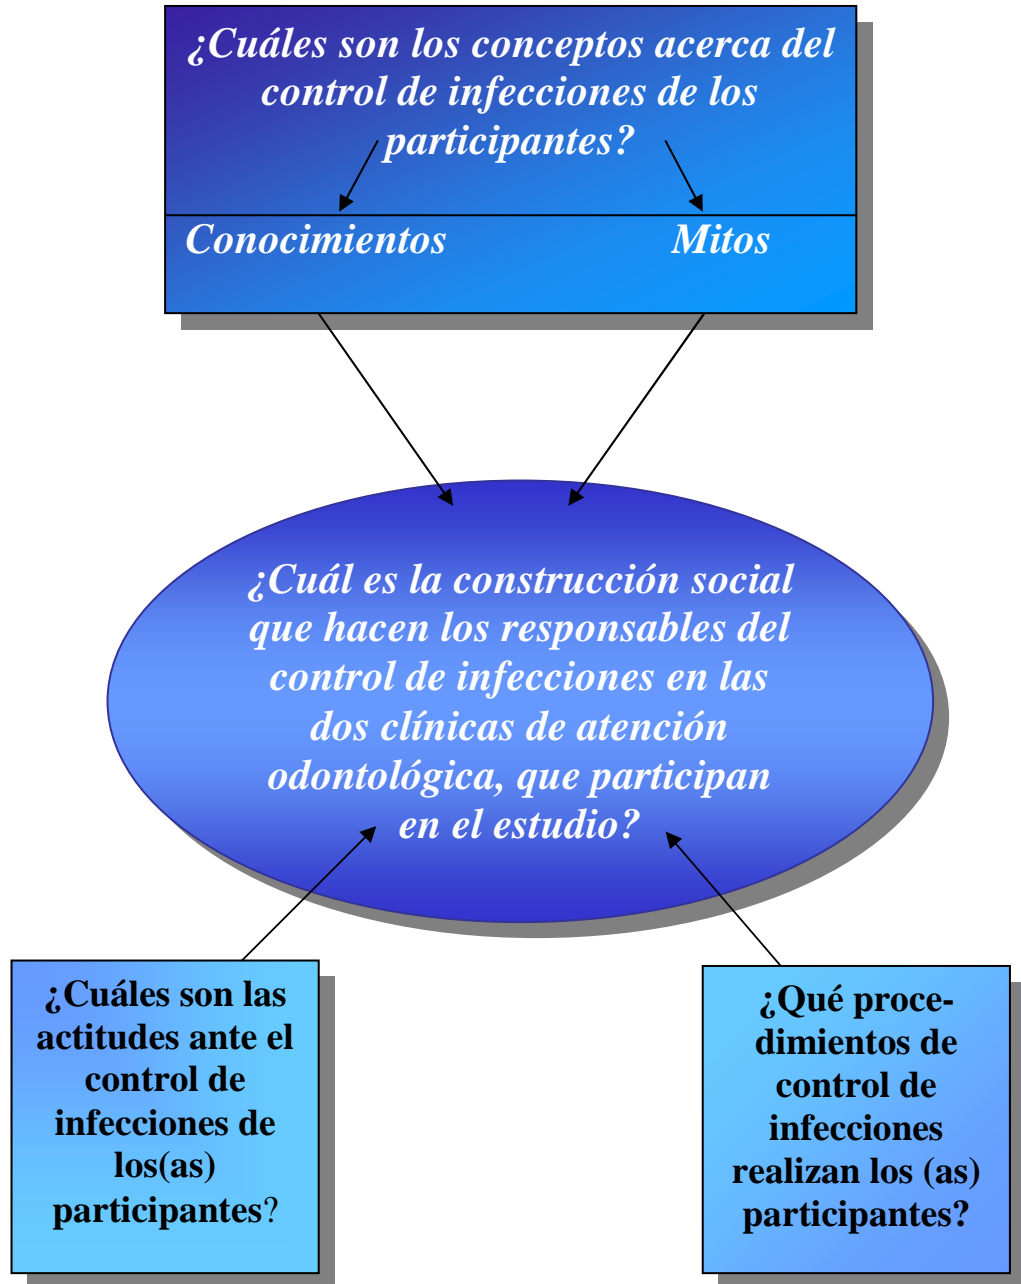 ¿Cuáles son los conceptos acerca del
control de infecciones de los
participantes?
Conocimientos Mitos
¿Cuál es la construcción social
que hacen los responsables del
control de infecciones en las
dos clínicas de atención
odontológica, que participan
en el estudio?
¿Cuáles son las
actitudes ante el
control de
infecciones de
los(as)
participantes?
¿Qué proce-
dimientos de
control de
infecciones
realizan los (as)
participantes?